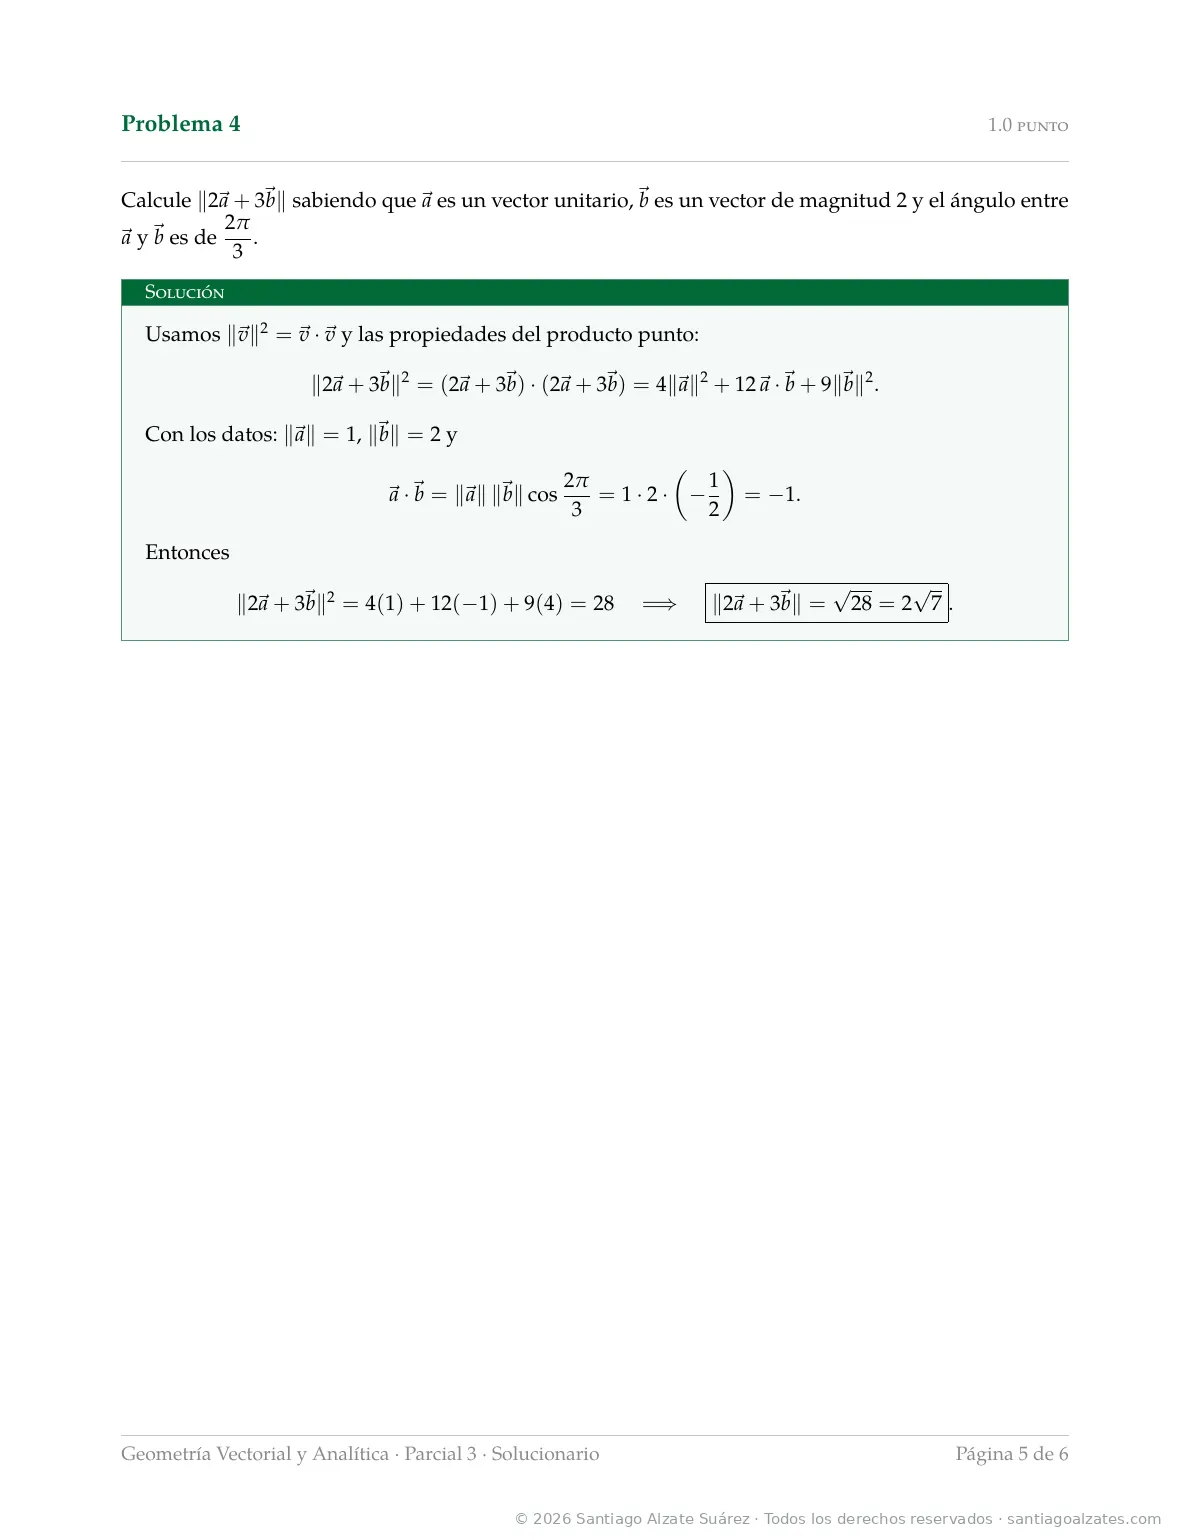 Problema 4
1.0 PUNTO
Calcule ‖2a⃗ + 3b⃗‖ sabiendo que a⃗ es un vector unitario, b⃗ es un vector de magnitud 2 y el ángulo entre
a⃗ y b⃗ es de 2π/3.
SOLUCIÓN
Usamos ‖v⃗‖² = v⃗ · v⃗ y las propiedades del producto punto:
‖2a⃗ + 3b⃗‖² = (2a⃗ + 3b⃗) · (2a⃗ + 3b⃗) = 4‖a⃗‖² + 12 a⃗ · b⃗ + 9‖b⃗‖².
Con los datos: ‖a⃗‖ = 1, ‖b⃗‖ = 2 y
a⃗ · b⃗ = ‖a⃗‖ ‖b⃗‖ cos 2π/3 = 1 · 2 · (−1/2) = −1.
Entonces
‖2a⃗ + 3b⃗‖² = 4(1) + 12(−1) + 9(4) = 28 ⟹ ‖2a⃗ + 3b⃗‖ = √28 = 2√7.
Geometría Vectorial y Analítica · Parcial 3 · Solucionario
Página 5 de 6
© 2026 Santiago Alzate Suárez · Todos los derechos reservados · santiagoalzates.com